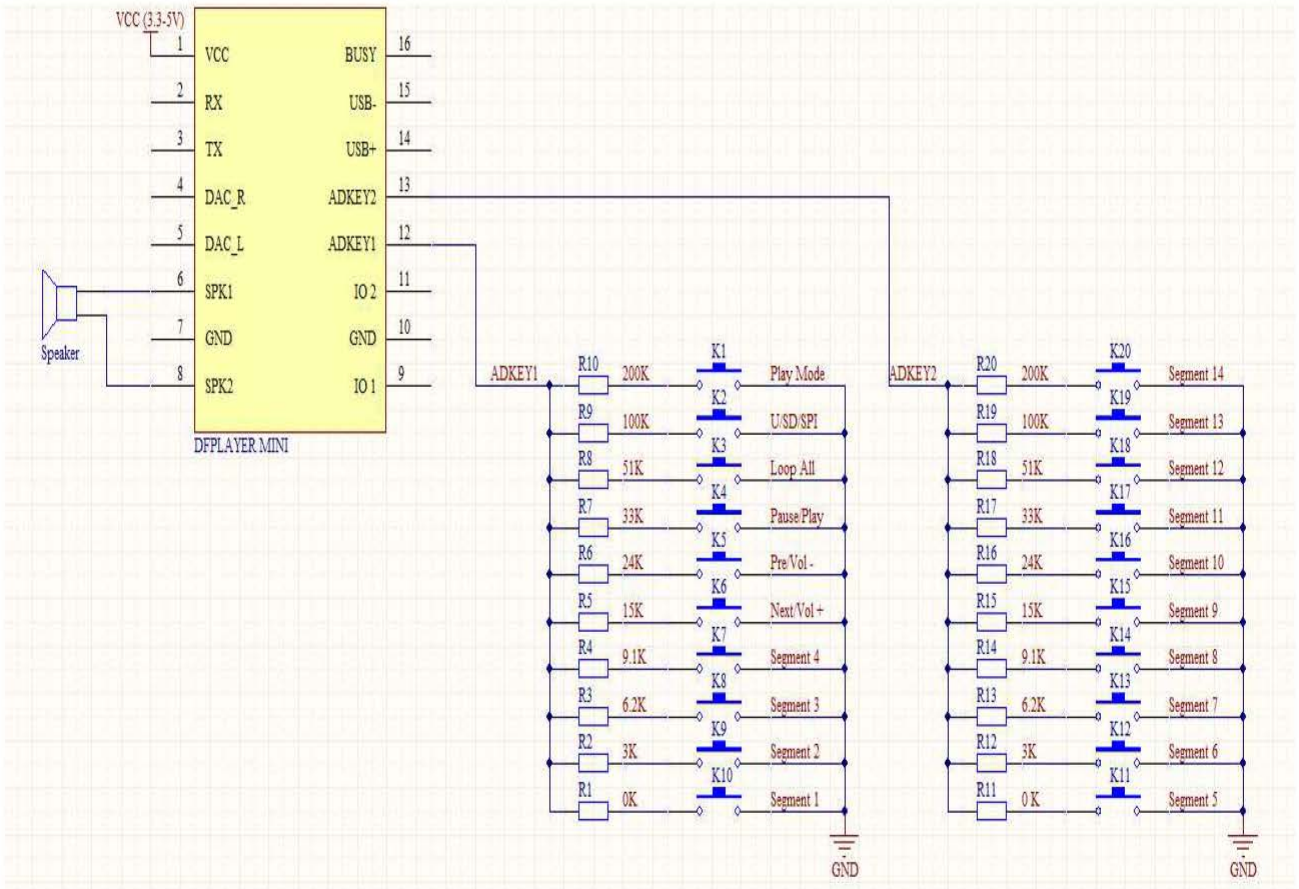 VCC (3.3-5V)
1 VCC BUSY 16
2 RX USB- 15
3 TX USB+ 14
4 DAC_R ADKEY2 13
5 DAC_L ADKEY1 12
6 SPK1 IO 2 11
7 GND GND 10
8 SPK2 IO 1 9
Speaker
DFPLAYER MINI
ADKEY1 R10 200K K1 Play Mode
R9 100K K2 U/SD/SPI
R8 51K K3 Loop All
R7 33K K4 Pause/Play
R6 24K K5 Pre/Vol -
R5 15K K6 Next/Vol +
R4 9.1K K7 Segment 4
R3 6.2K K8 Segment 3
R2 3K K9 Segment 2
R1 0K K10 Segment 1
GND
ADKEY2 R20 200K K20 Segment 14
R19 100K K19 Segment 13
R18 51K K18 Segment 12
R17 33K K17 Segment 11
R16 24K K16 Segment 10
R15 15K K15 Segment 9
R14 9.1K K14 Segment 8
R13 6.2K K13 Segment 7
R12 3K K12 Segment 6
R11 0 K K11 Segment 5
GND